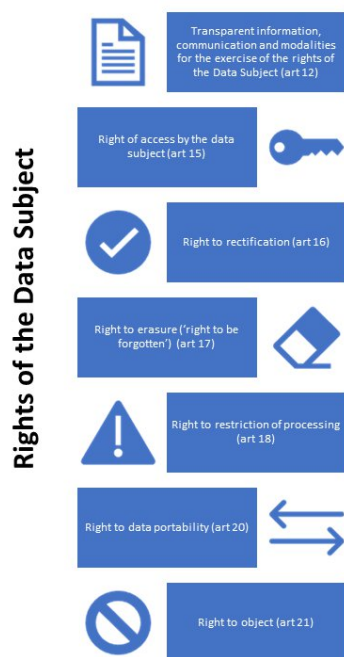 Rights of the Data Subject
Transparent information,
communication and modalities
for the exercise of the rights of
the Data Subject (art 12)
Right of access by the data
subject (art 15)
Right to rectification (art 16)
Right to erasure (‘right to be
forgotten’) (art 17)
Right to restriction of processing
(art 18)
Right to data portability (art 20)
Right to object (art 21)